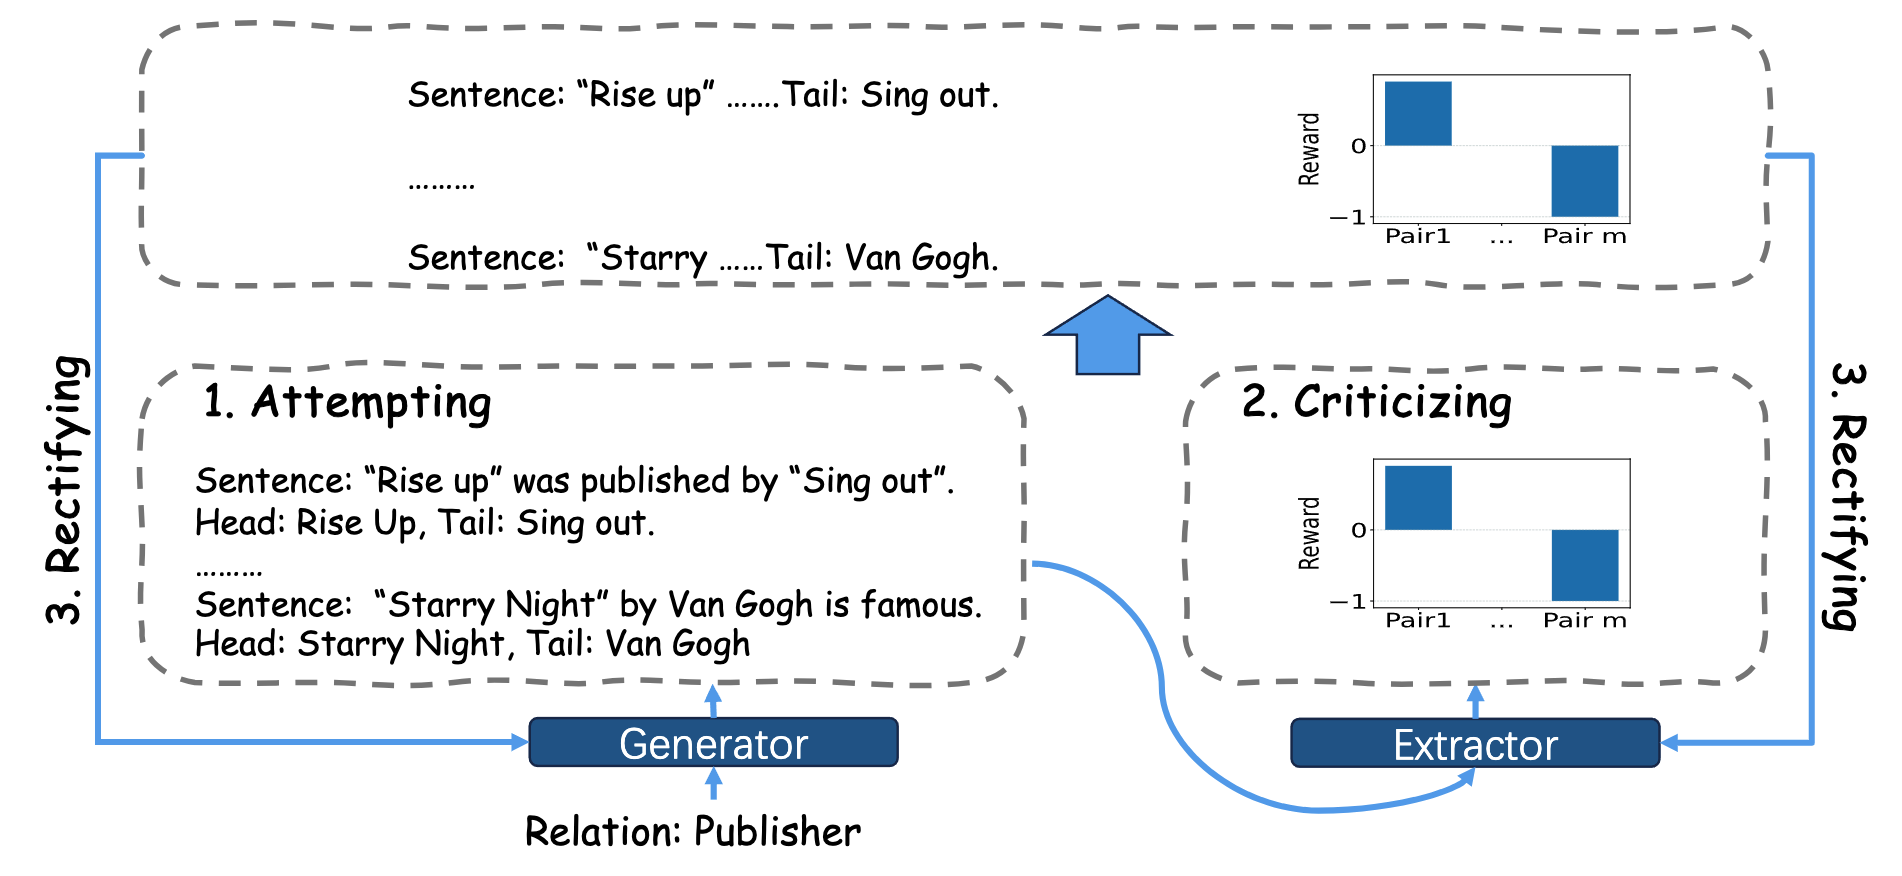 Sentence: “Rise up” …….Tail: Sing out.
………
Sentence: “Starry ……Tail: Van Gogh.
Reward
0
−1
Pair1 ... Pair m
3. Rectifying
1. Attempting
Sentence: “Rise up” was published by “Sing out”.
Head: Rise Up, Tail: Sing out.
………
Sentence: “Starry Night” by Van Gogh is famous.
Head: Starry Night, Tail: Van Gogh
2. Criticizing
Reward
0
−1
Pair1 ... Pair m
3. Rectifying
Generator
Extractor
Relation: Publisher